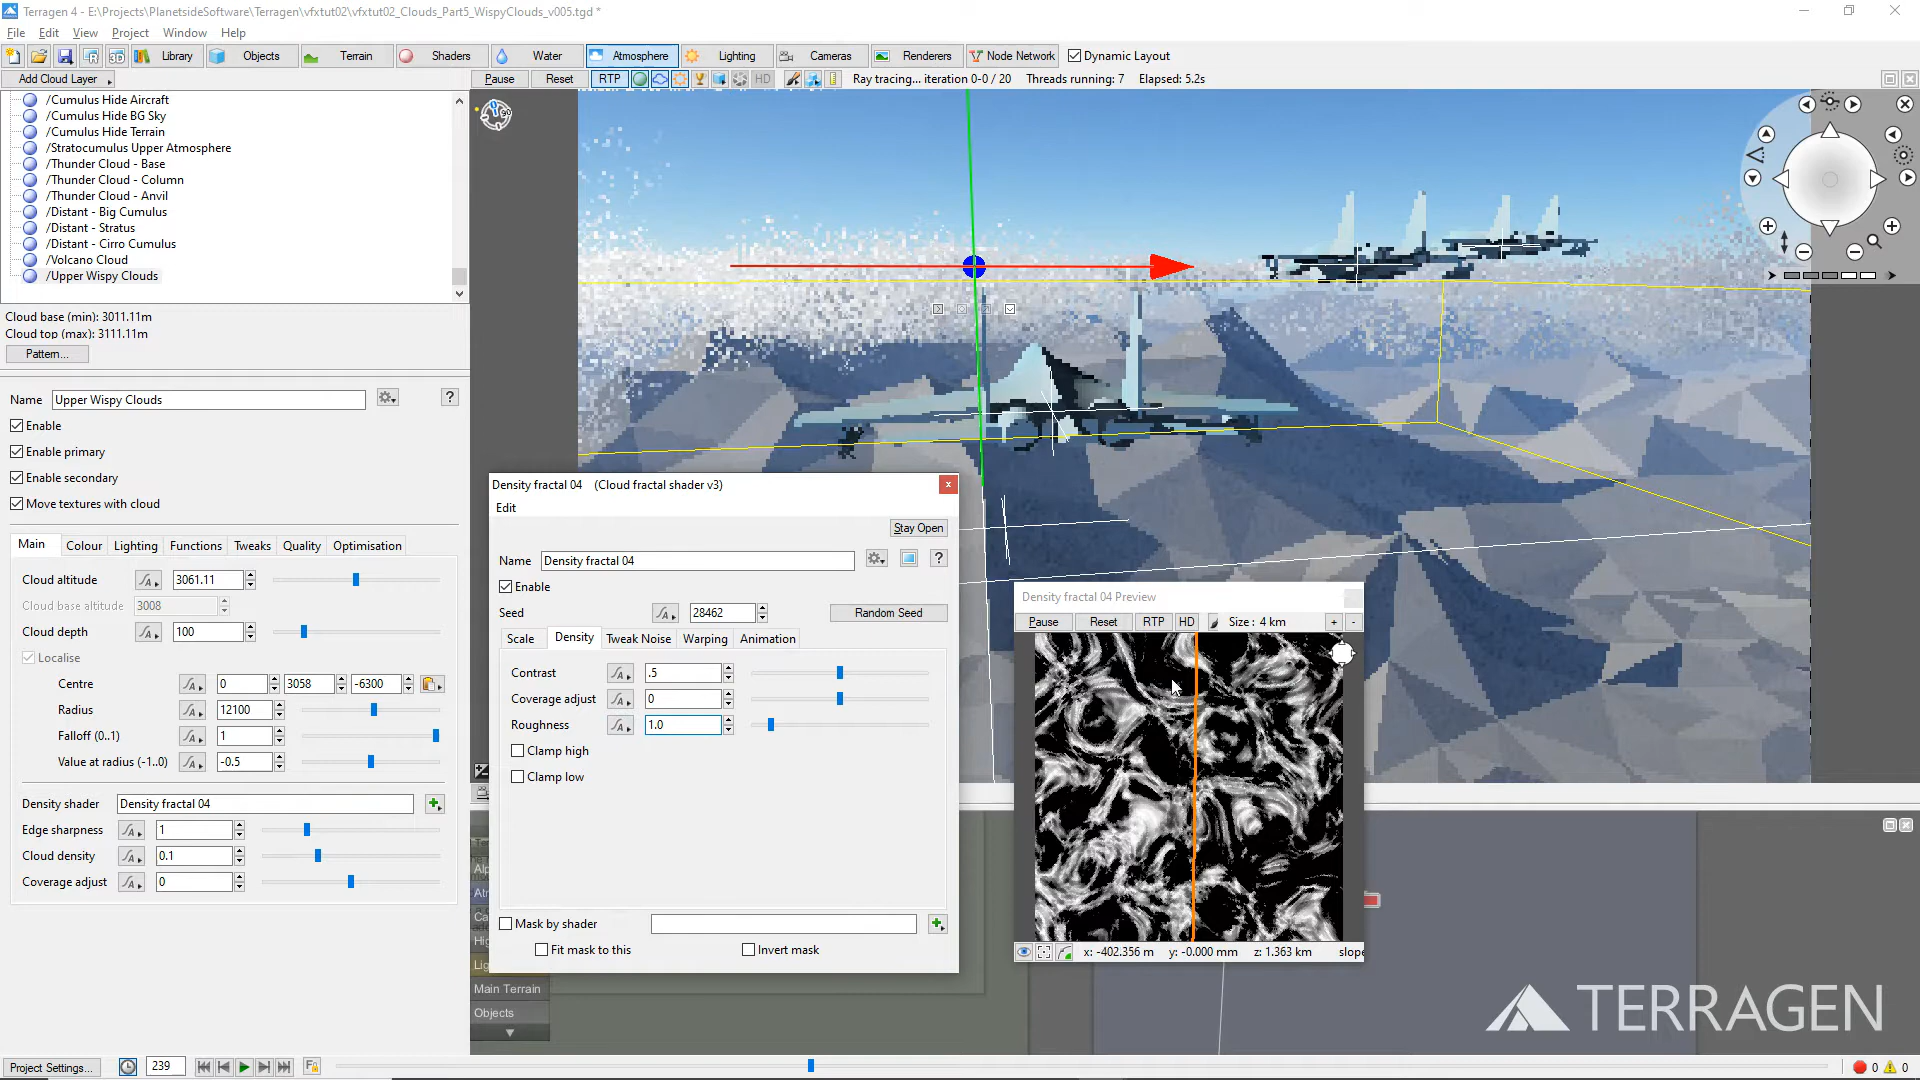 Terragen 4 - E:\Projects\PlanetsideSoftware\Terragen\vfxtut02\vfxtut02_Clouds_Part5_WispyClouds_v005.tgd *
File Edit View Project Window Help
Library Objects Terrain Shaders Water Atmosphere Lighting Cameras Renderers Node Network Dynamic Layout
Add Cloud Layer Pause Reset RTP HD Ray tracing... iteration 0-0 / 20 Threads running: 7 Elapsed: 5.2s
/Cumulus Hide Aircraft
/Cumulus Hide BG Sky
/Cumulus Hide Terrain
/Stratocumulus Upper Atmosphere
/Thunder Cloud - Base
/Thunder Cloud - Column
/Thunder Cloud - Anvil
/Distant - Big Cumulus
/Distant - Stratus
/Distant - Cirro Cumulus
/Volcano Cloud
/Upper Wispy Clouds
Cloud base (min): 3011.11m
Cloud top (max): 3111.11m
Pattern...
Name Upper Wispy Clouds ?
Enable
Enable primary
Enable secondary
Move textures with cloud
Main Colour Lighting Functions Tweaks Quality Optimisation
Cloud altitude 3061.11
Cloud base altitude 3008
Cloud depth 100
Localise
Centre 0 3058 -6300
Radius 12100
Falloff (0..1) 1
Value at radius (-1..0) -0.5
Density shader Density fractal 04
Edge sharpness 1
Cloud density 0.1
Coverage adjust 0
Density fractal 04 (Cloud fractal shader v3)
Edit
Stay Open
Name Density fractal 04 ?
Enable
Seed 28462 Random Seed
Scale Density Tweak Noise Warping Animation
Contrast .5
Coverage adjust 0
Roughness 1.0
Clamp high
Clamp low
Mask by shader
Fit mask to this Invert mask
Density fractal 04 Preview
Pause Reset RTP HD Size : 4 km + -
x: -402.356 m y: -0.000 mm z: 1.363 km slope
Main Terrain
Objects
TERRAGEN
Project Settings... 239 0 0